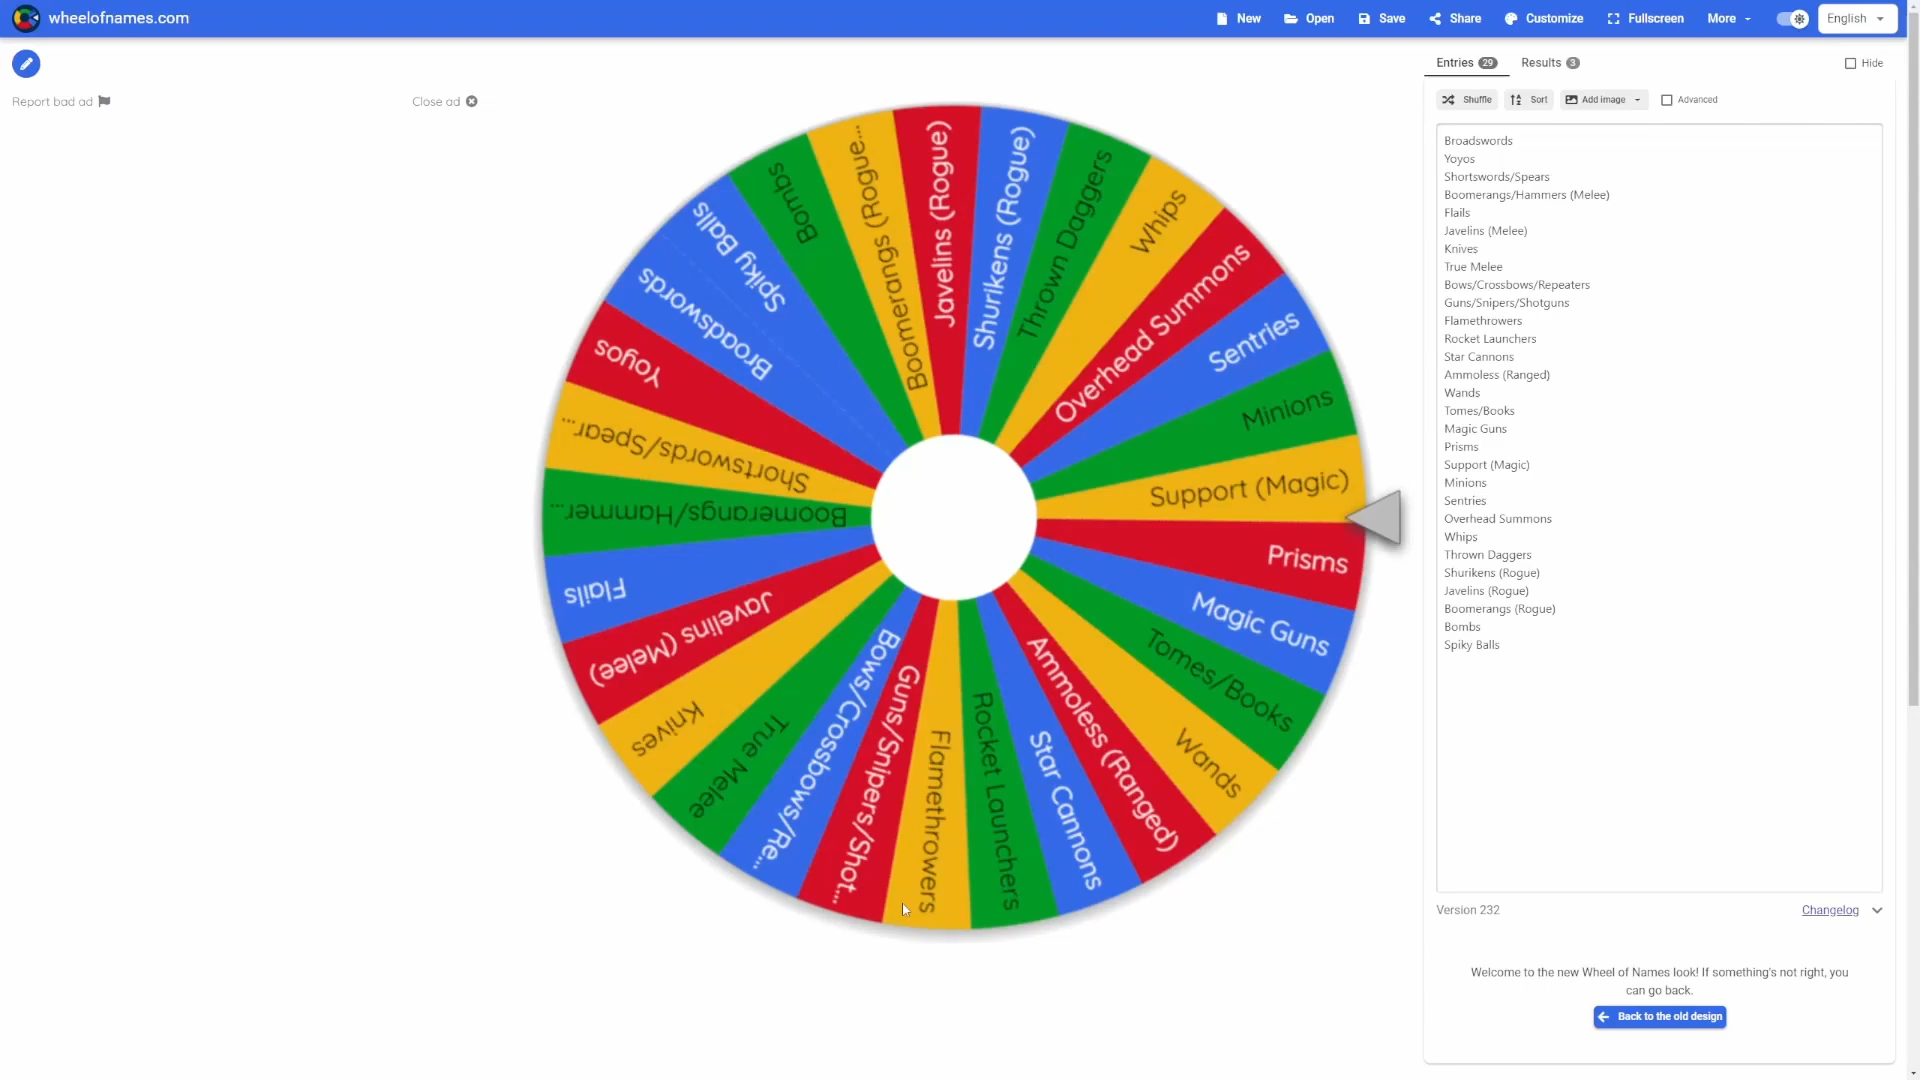 wheelofnames.com
New
Open
Save
Share
Customize
Fullscreen
More
English
Report bad ad
Close ad
Entries 29
Results 3
Hide
Shuffle
Sort
Add image
Advanced
Broadswords
Yoyos
Shortswords/Spears
Boomerangs/Hammers (Melee)
Flails
Javelins (Melee)
Knives
True Melee
Bows/Crossbows/Repeaters
Guns/Snipers/Shotguns
Flamethrowers
Rocket Launchers
Star Cannons
Ammoless (Ranged)
Wands
Tomes/Books
Magic Guns
Prisms
Support (Magic)
Minions
Sentries
Overhead Summons
Whips
Thrown Daggers
Shurikens (Rogue)
Javelins (Rogue)
Boomerangs (Rogue)
Bombs
Spiky Balls
Javelins (Rogue)
Shurikens (Rogue)
Thrown Daggers
Whips
Overhead Summons
Sentries
Minions
Support (Magic)
Prisms
Magic Guns
Tomes/Books
Wands
Ammoless (Ranged)
Star Cannons
Rocket Launchers
Flamethrowers
Guns/Snipers/Shot...
Bows/Crossbows/Re...
True Melee
Knives
Javelins (Melee)
Flails
Boomerangs/Hammer...
Shortswords/Spear...
Yoyos
Broadswords
Spiky Balls
Bombs
Boomerangs (Rogue...
Version 232
Changelog
Welcome to the new Wheel of Names look! If something's not right, you
can go back.
Back to the old design